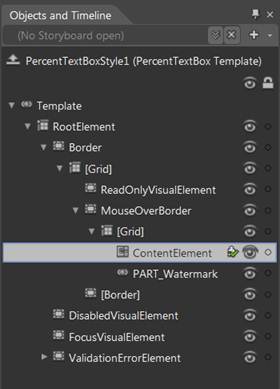 Objects and Timeline
(No Storyboard open)
PercentTextBoxStyle1 (PercentTextBox Template)
Template
RootElement
Border
[Grid]
ReadOnlyVisualElement
MouseOverBorder
[Grid]
ContentElement
PART_Watermark
[Border]
DisabledVisualElement
FocusVisualElement
ValidationErrorElement